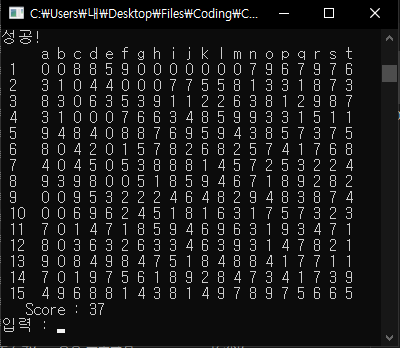 C:₩Users₩내₩Desktop₩Files₩Coding₩C...
성공!
a b c d e f g h i j k l m n o p q r s t
1 0 0 8 8 5 9 0 0 0 0 0 0 0 7 9 6 7 9 7 6
2 3 1 0 4 4 0 0 0 7 7 5 5 8 1 3 3 1 8 7 3
3 8 3 0 6 3 5 3 9 1 1 2 2 6 3 8 1 2 9 8 7
4 3 1 0 0 0 7 6 6 3 4 8 5 9 9 3 3 1 5 1 1
5 9 4 8 4 0 8 8 7 6 9 5 9 4 3 8 5 7 3 7 5
6 8 0 4 2 0 1 5 7 8 2 6 8 2 5 7 4 1 7 6 8
7 4 0 4 5 0 5 3 8 8 8 1 4 5 7 2 5 3 2 2 4
8 9 3 9 8 0 0 5 1 8 5 9 4 6 7 1 8 9 2 8 2
9 0 0 9 5 3 2 2 2 4 6 4 8 2 9 4 8 3 8 7 4
10 0 0 6 9 6 2 4 5 1 8 1 6 3 1 7 5 7 3 2 3
11 7 0 1 4 7 1 8 5 9 4 6 9 6 3 1 9 3 4 7 1
12 8 0 3 6 3 2 6 3 3 4 6 3 9 8 1 4 7 8 2 1
13 9 0 8 4 9 8 4 7 5 1 8 4 8 8 4 1 7 7 1 1
14 7 0 1 9 7 5 6 1 8 9 2 8 4 7 3 4 1 7 3 9
15 4 9 6 8 8 1 4 3 8 1 4 9 7 8 9 7 5 6 6 5
Score : 37
입력 :